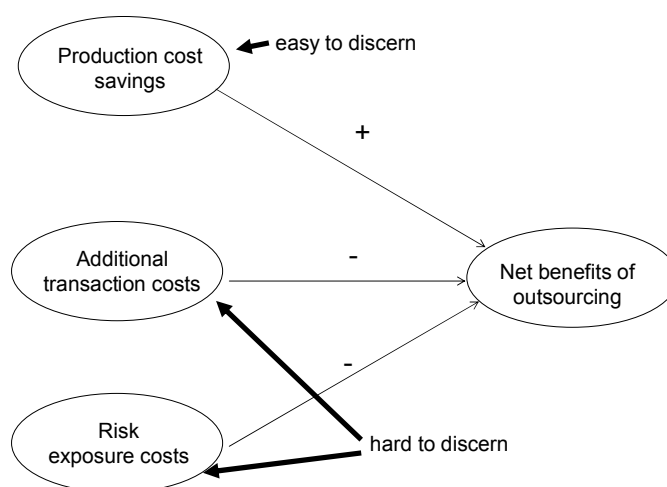 Production cost
savings
easy to discern
+
Additional
transaction costs
-
Net benefits of
outsourcing
-
Risk
exposure costs
hard to discern